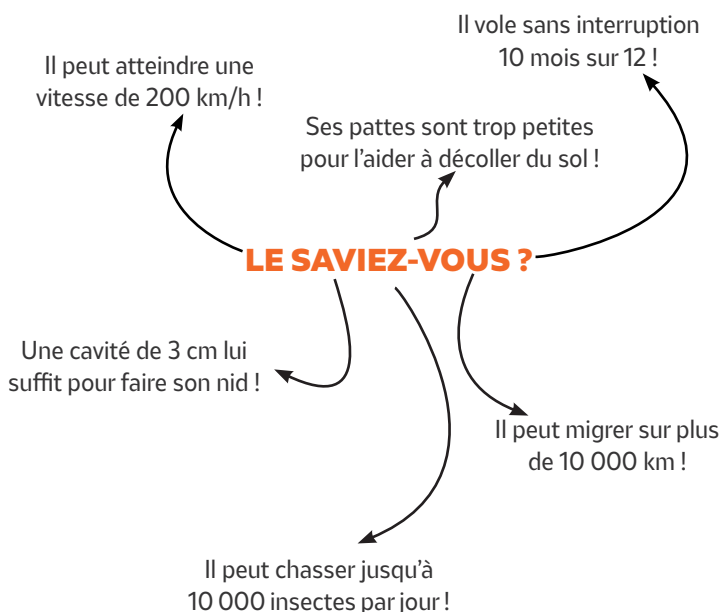 Il vole sans interruption
10 mois sur 12 !
Il peut atteindre une
vitesse de 200 km/h !
Ses pattes sont trop petites
pour l'aider à décoller du sol !
LE SAVIEZ-VOUS ?
Une cavité de 3 cm lui
suffit pour faire son nid !
Il peut migrer sur plus
de 10 000 km !
Il peut chasser jusqu'à
10 000 insectes par jour !